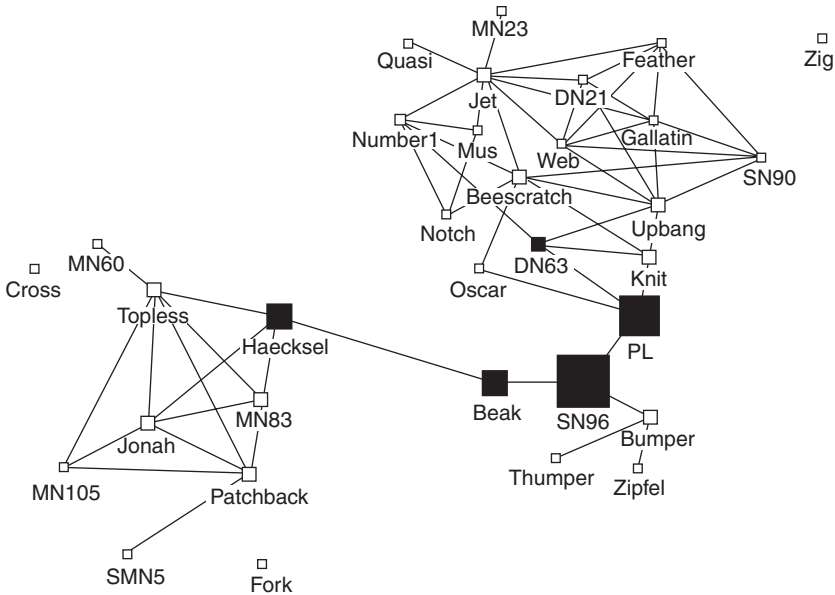 MN23
Quasi
Feather
Zig
Jet
DN21
Number1
Mus
Web
Gallatin
SN90
Beescratch
Notch
Upbang
DN63
Knit
Oscar
MN60
Cross
Topless
Haecksel
PL
Beak
SN96
MN83
Bumper
Jonah
Thumper
Zipfel
MN105
Patchback
SMN5
Fork